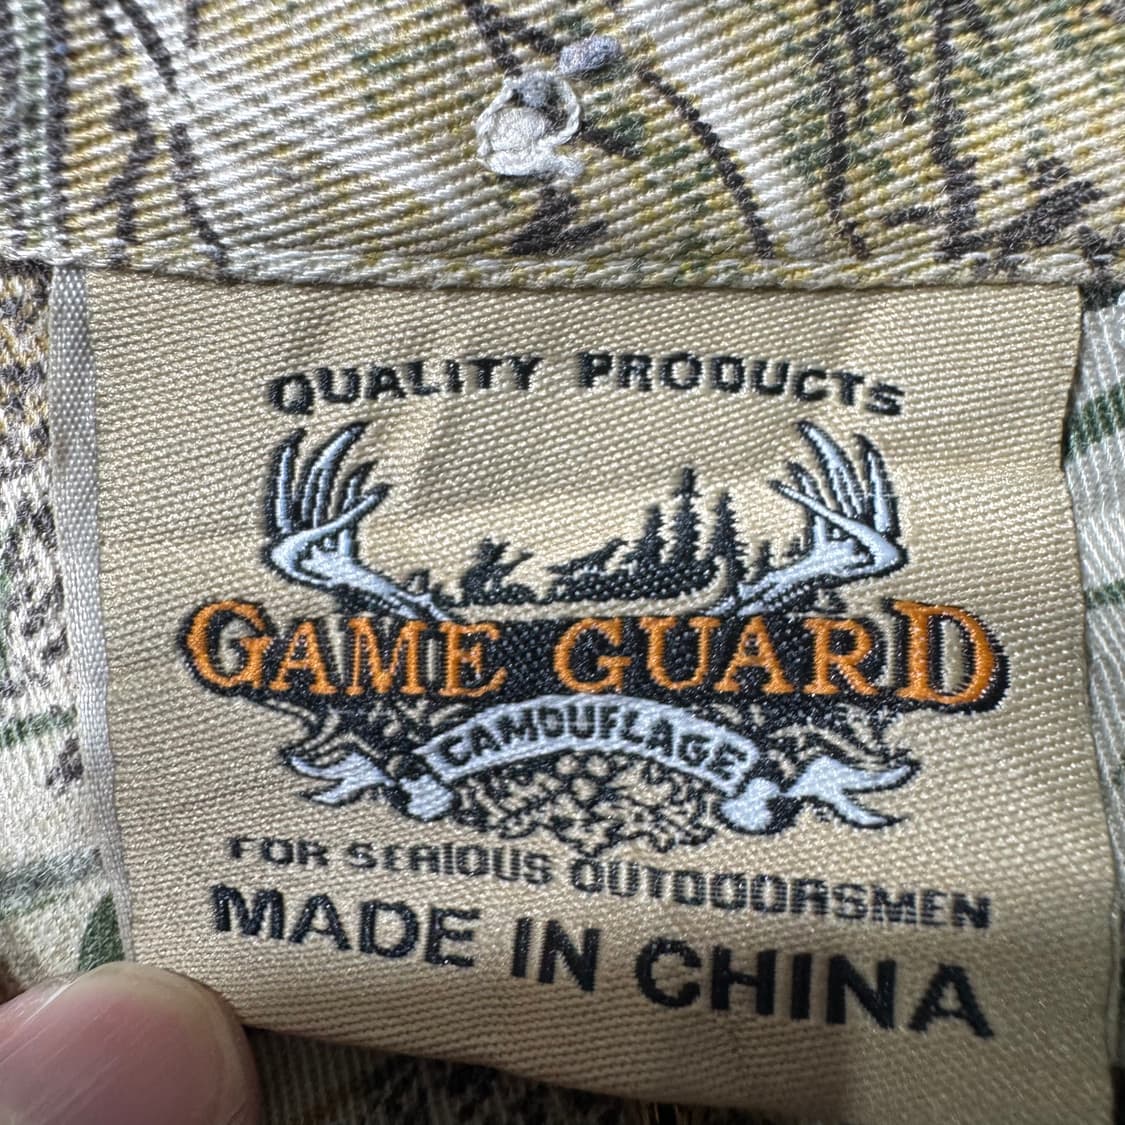 QUALITY PRODUCTS
GAME GUARD
CAMOUFLAGE
FOR SERIOUS OUTDOORSMEN
MADE IN CHINA